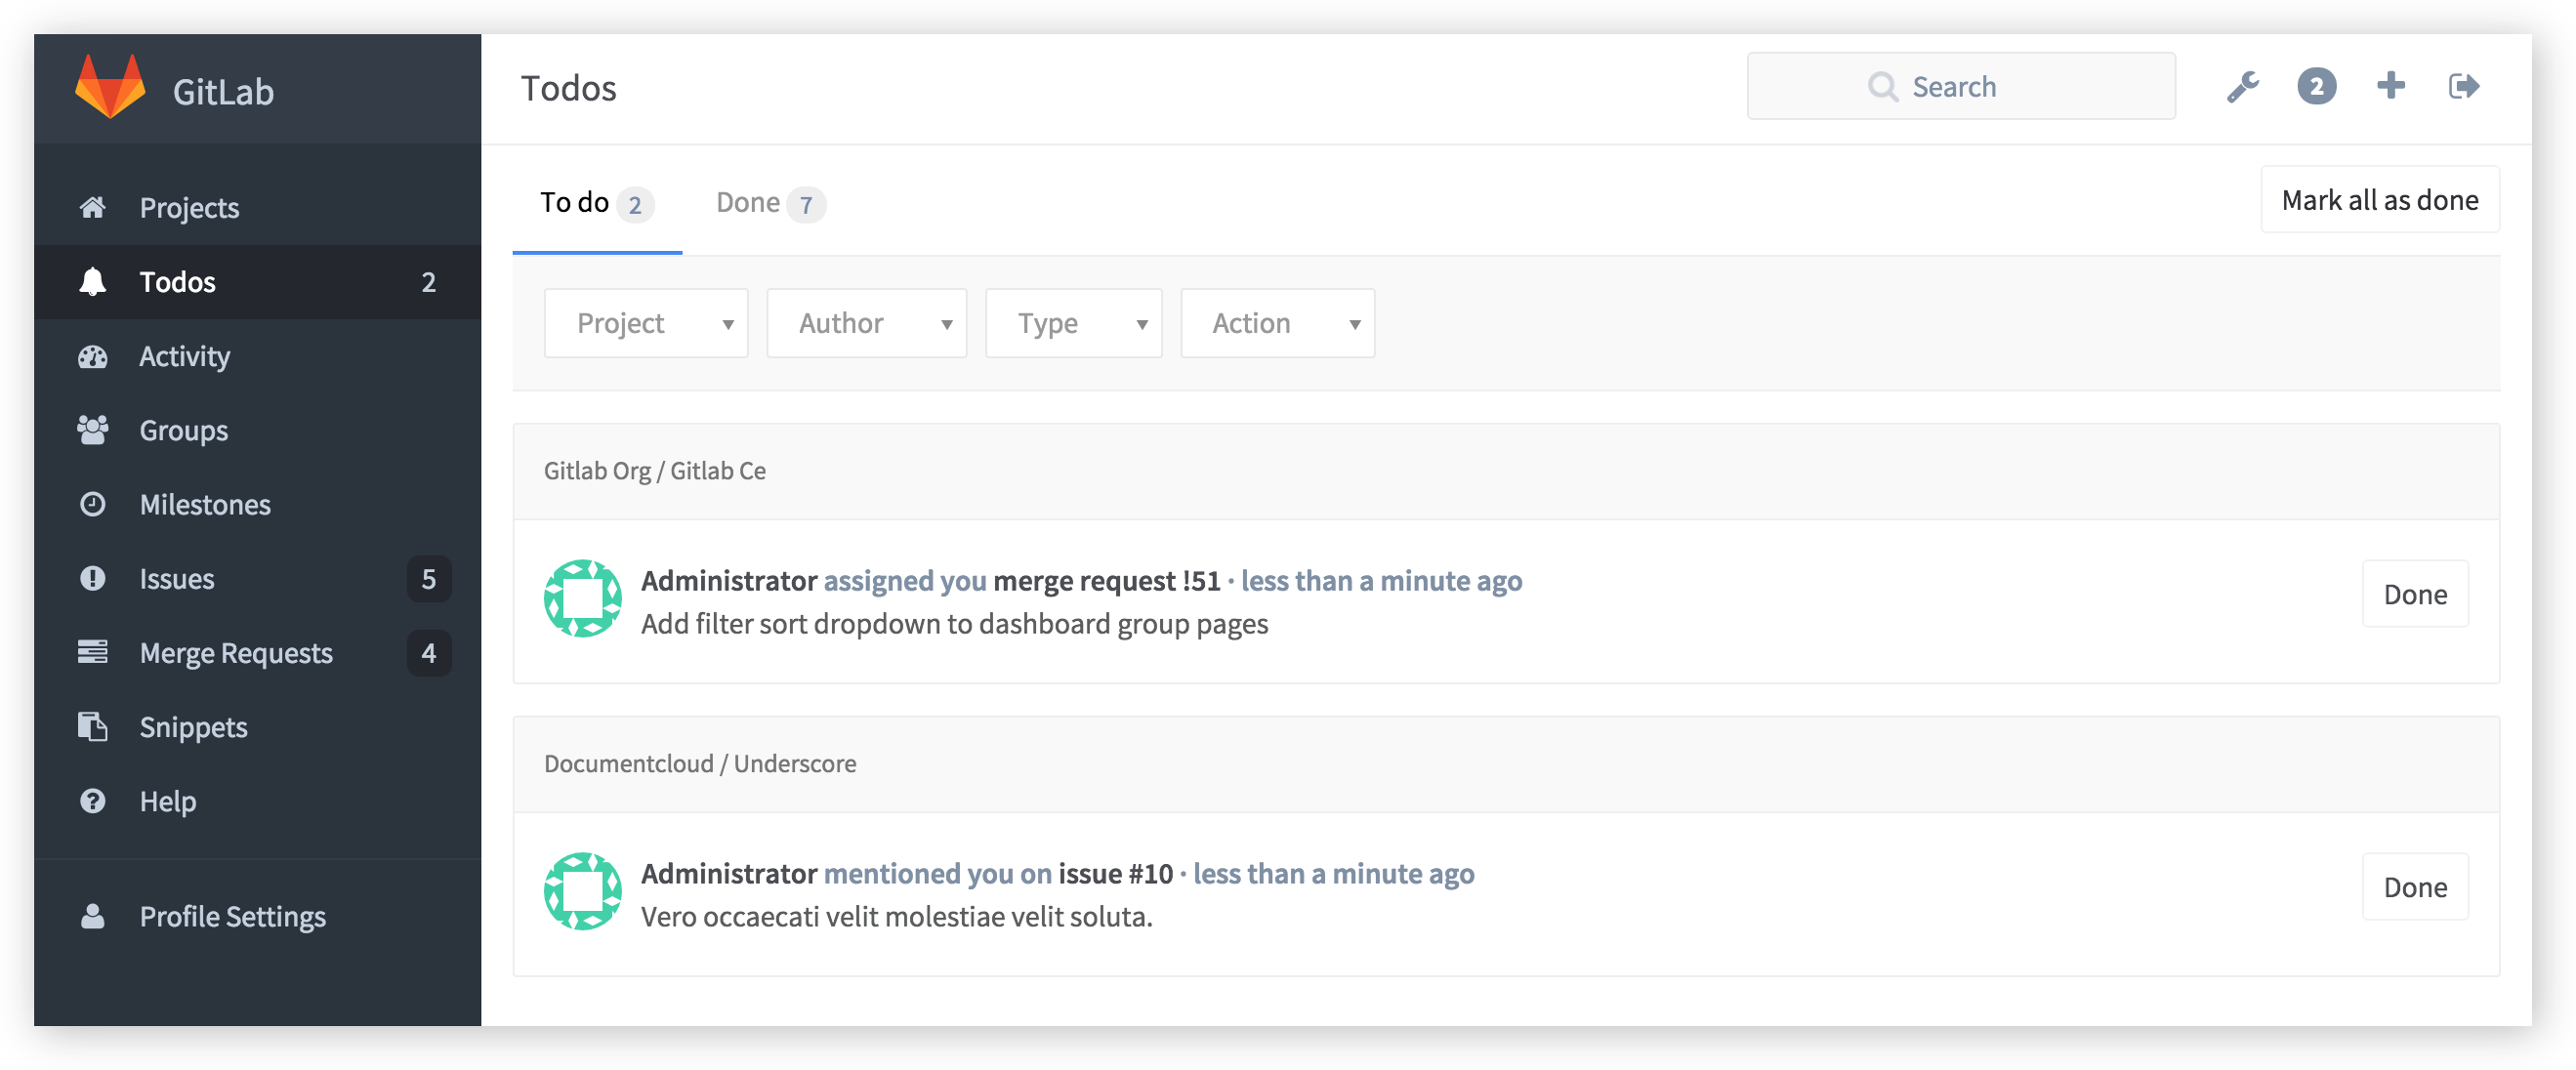 GitLab
Projects
Todos 2
Activity
Groups
Milestones
Issues 5
Merge Requests 4
Snippets
Help
Profile Settings
Todos
Search
2
To do 2
Done 7
Mark all as done
Project
Author
Type
Action
Gitlab Org / Gitlab Ce
Administrator assigned you merge request !51 · less than a minute ago
Add filter sort dropdown to dashboard group pages
Done
Documentcloud / Underscore
Administrator mentioned you on issue #10 · less than a minute ago
Vero occaecati velit molestiae velit soluta.
Done